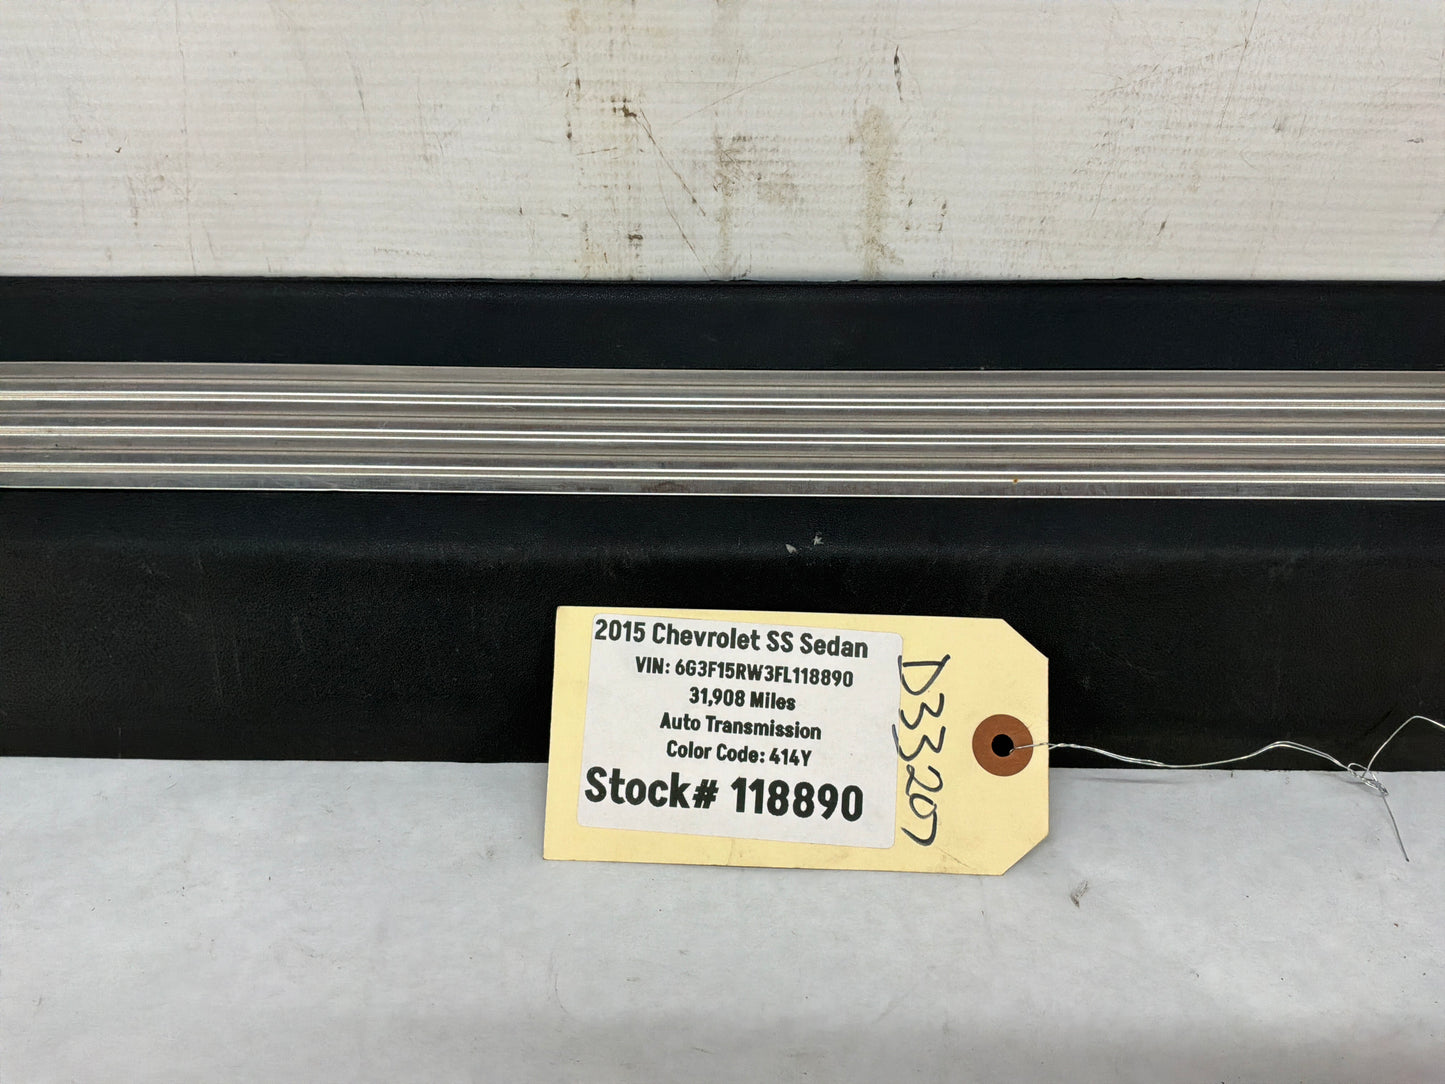 2015 Chevrolet SS Sedan
VIN: 6G3F15RW3FL118890
31,908 Miles
Auto Transmission
Color Code: 414Y
Stock# 118890
D33207